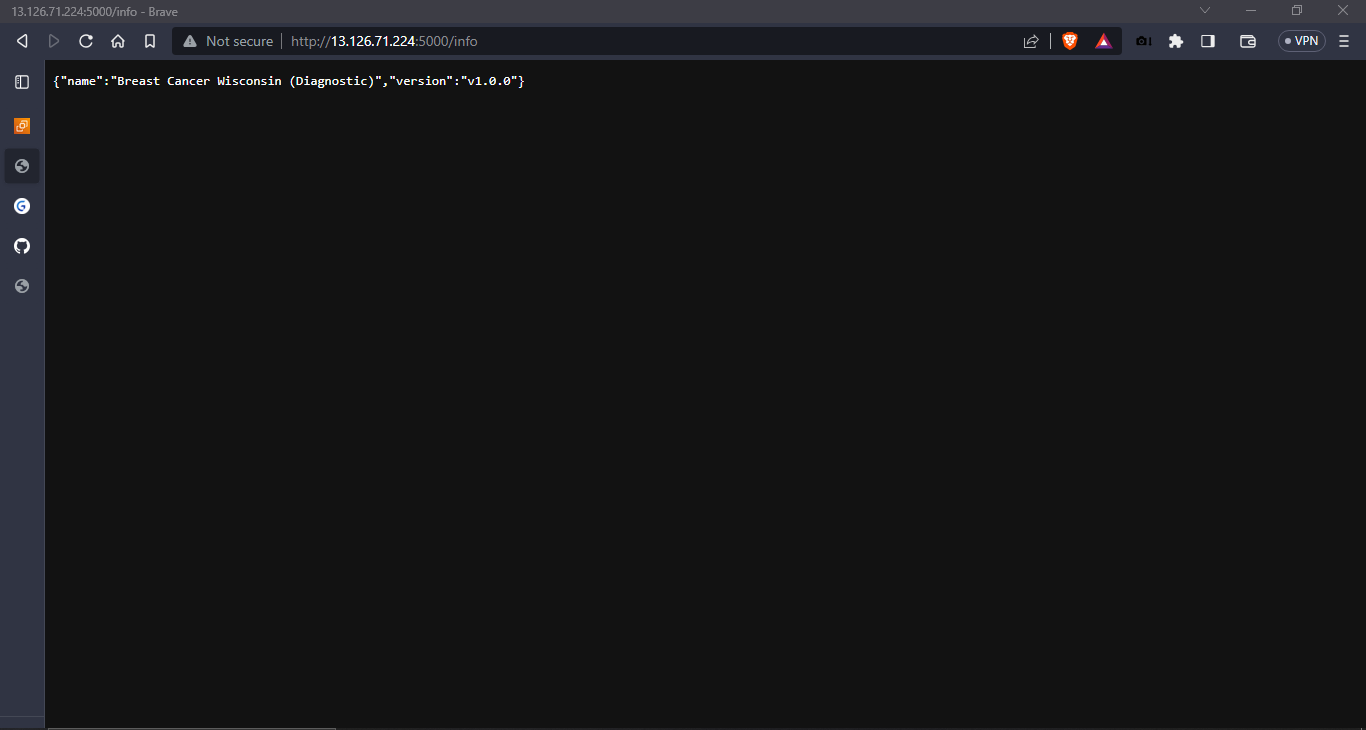 13.126.71.224:5000/info - Brave
Not secure http://13.126.71.224:5000/info VPN
{"name":"Breast Cancer Wisconsin (Diagnostic)","version":"v1.0.0"}